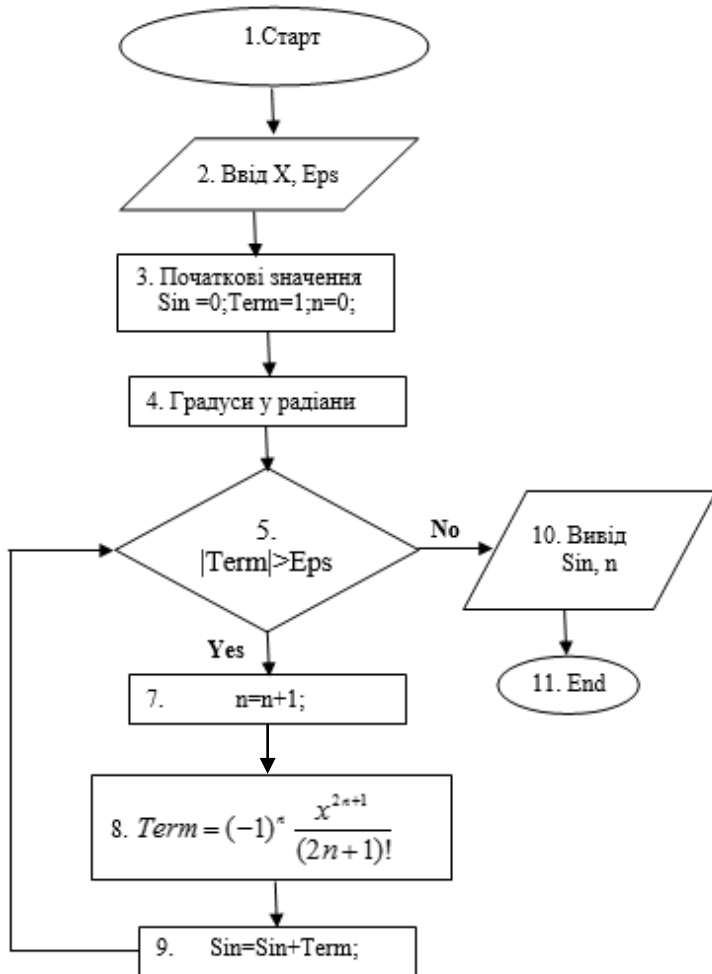 1.Старт
2. Ввід X, Eps
3. Початкові значення
Sin =0;Term=1;n=0;
4. Градуси у радіани
5.
|Term|>Eps
No
10. Вивід
Sin, n
Yes
11. End
7. n=n+1;
8. Term = (-1)^n x^{2n+1} / (2n+1)!
9. Sin=Sin+Term;